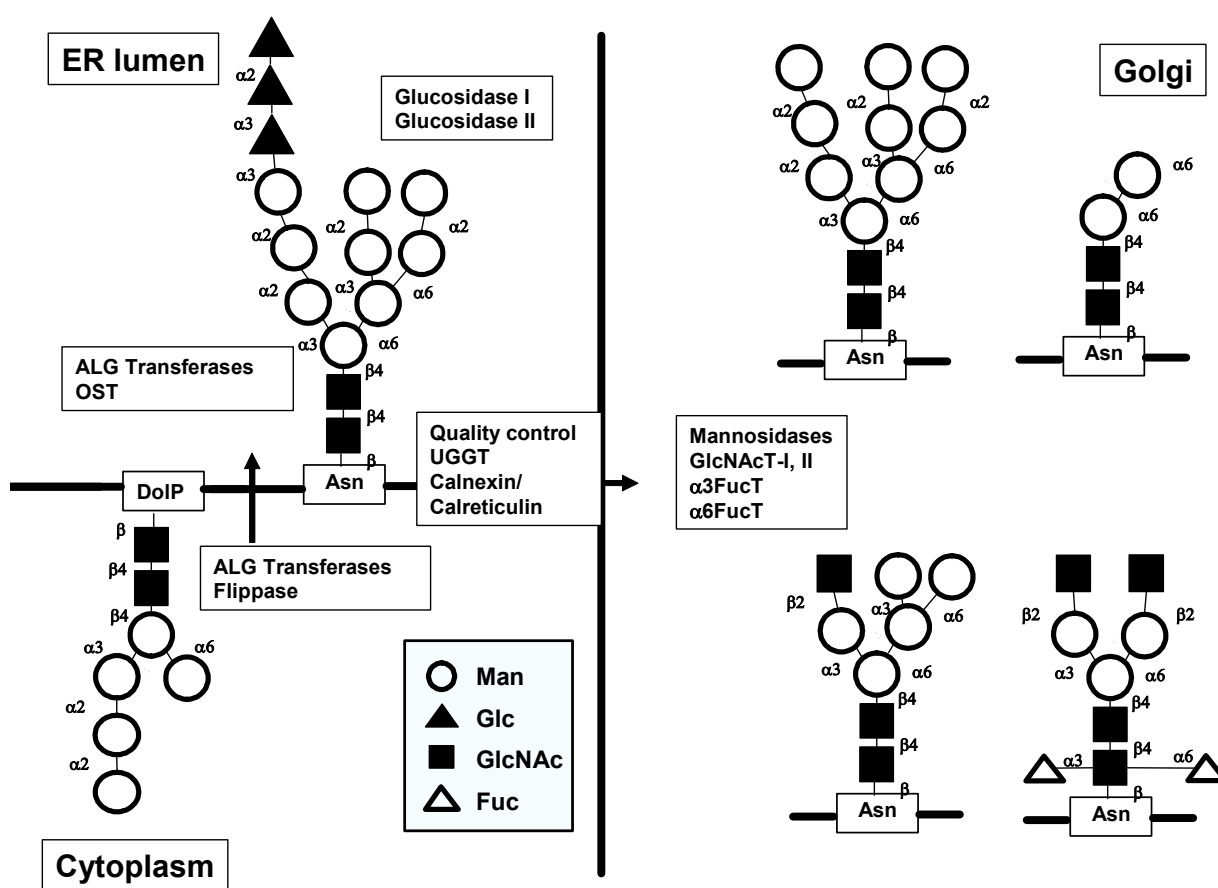 ER lumen
α2
α3
α3
α2
α2
α3
α2
α3
α2
α6
α6
β4
β4
β
Asn
Glucosidase I
Glucosidase II
ALG Transferases
OST
Quality control
UGGT
Calnexin/
Calreticulin
DolP
β
β4
β4
α3
α6
α2
α2
ALG Transferases
Flippase
Cytoplasm
Man
Glc
GlcNAc
Fuc
Golgi
α2
α2
α2
α2
α3
α6
α3
α6
β4
β4
β
Asn
α6
α6
β4
β4
β
Asn
Mannosidases
GlcNAcT-I, II
α3FucT
α6FucT
β2
α3
α6
α3
α6
β4
β4
β
Asn
β2
β2
α3
α6
β4
β4
α3
α6
β
Asn